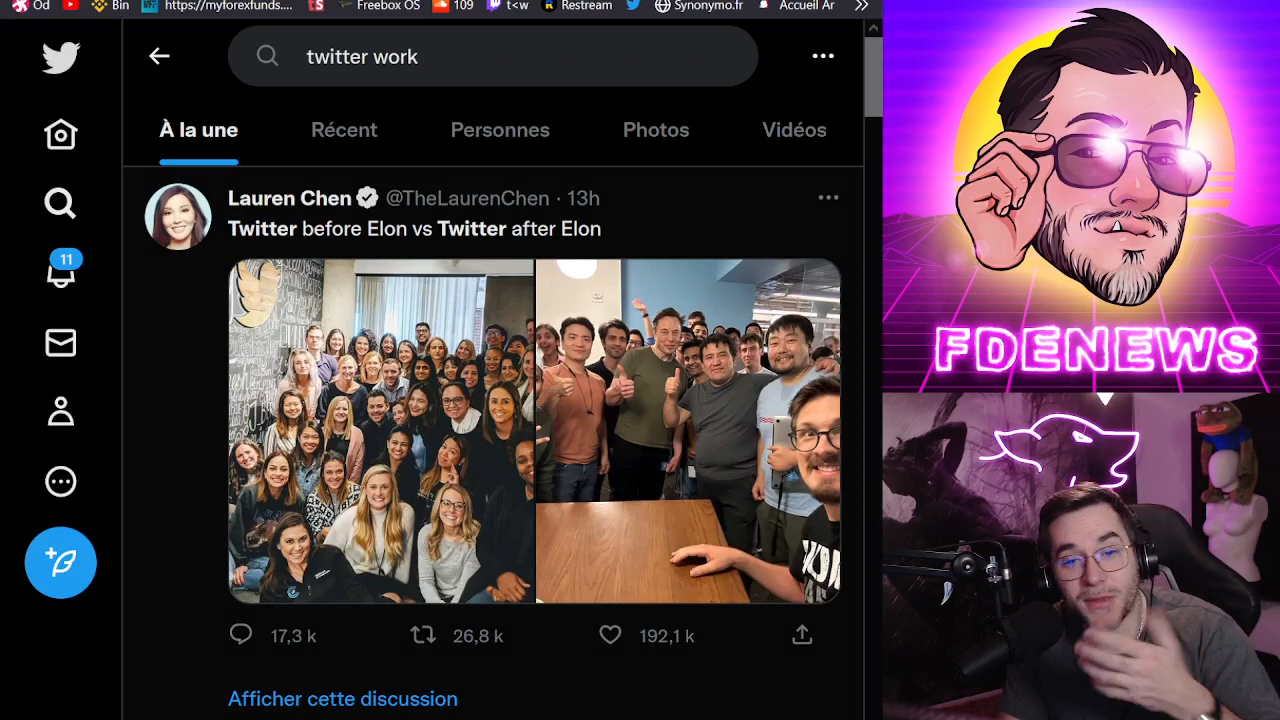 Od
Bin
https://myforexfunds....
Freebox OS
109
t<w
Restream
Synonymo.fr
Accueil Ar
twitter work
À la une
Récent
Personnes
Photos
Vidéos
Lauren Chen @TheLaurenChen · 13h
Twitter before Elon vs Twitter after Elon
11
17,3 k
26,8 k
192,1 k
Afficher cette discussion
FDENEWS